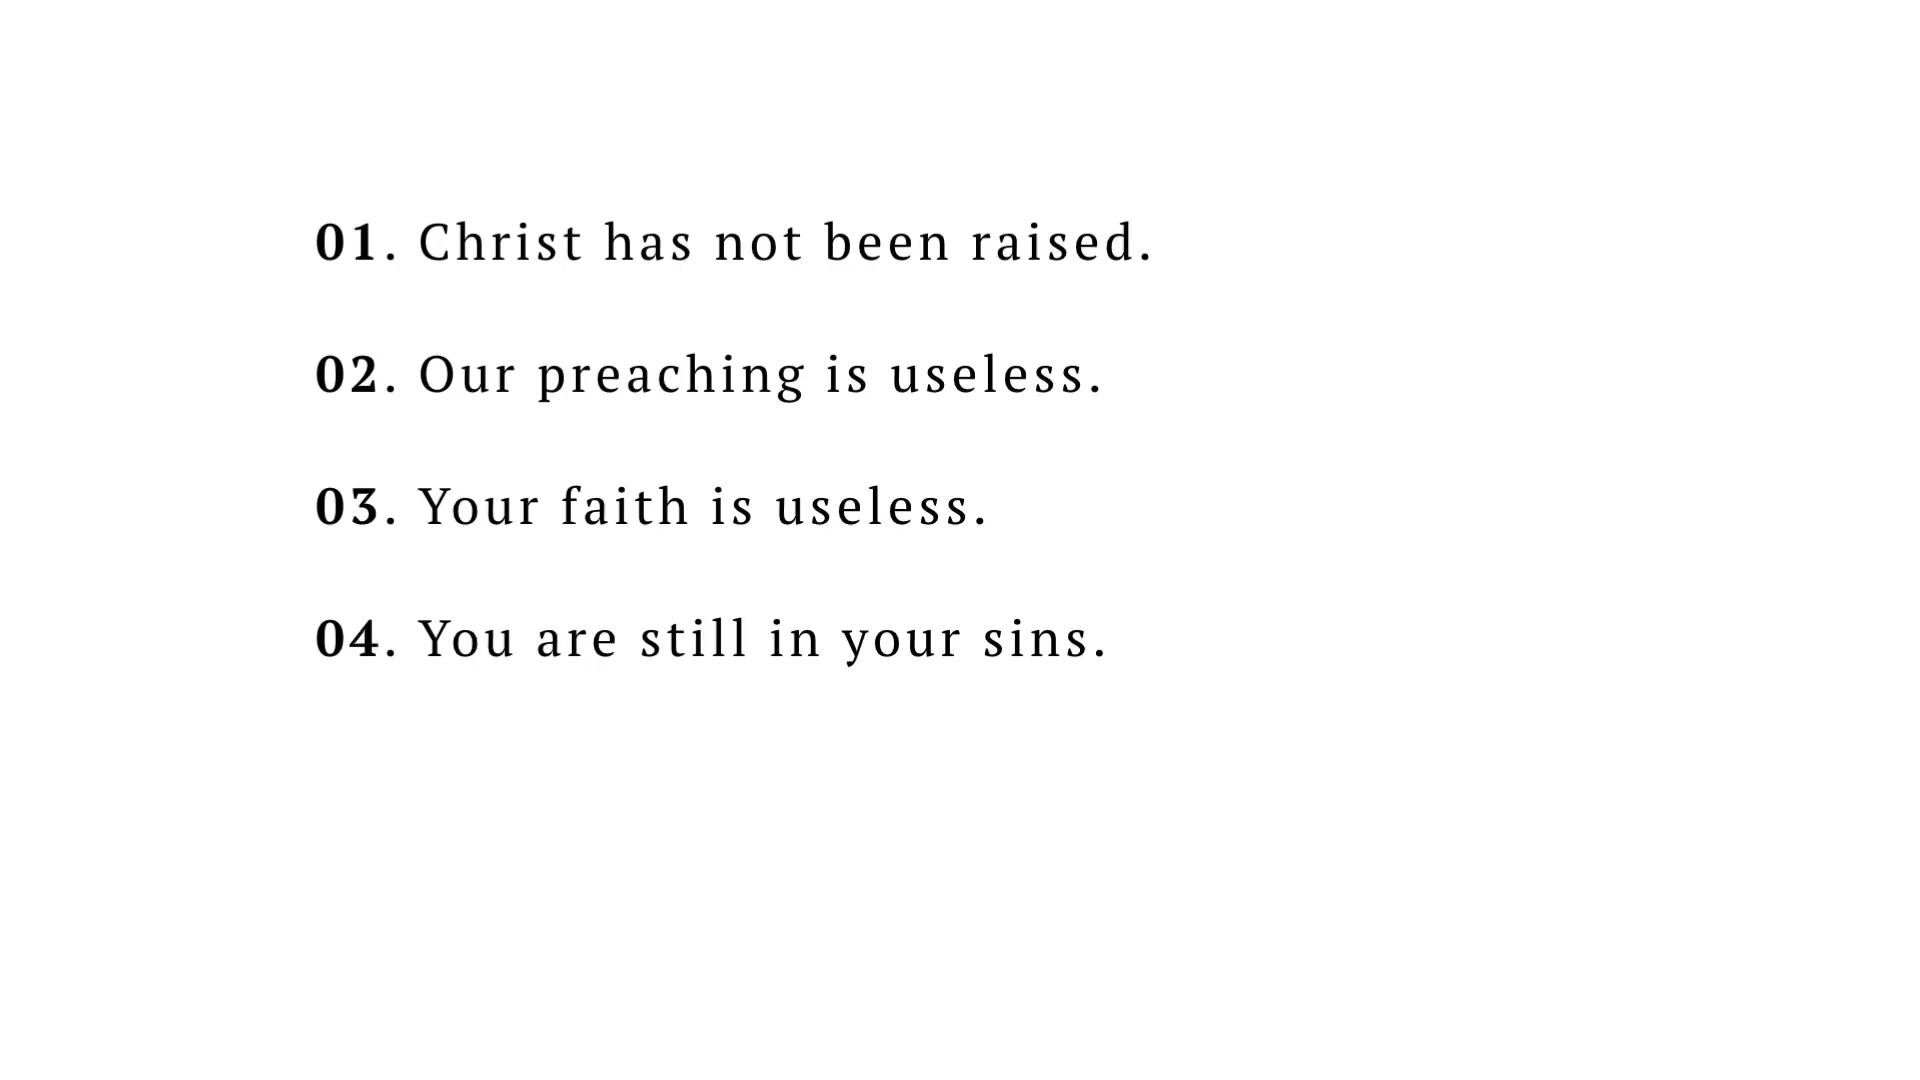 01. Christ has not been raised.
02. Our preaching is useless.
03. Your faith is useless.
04. You are still in your sins.